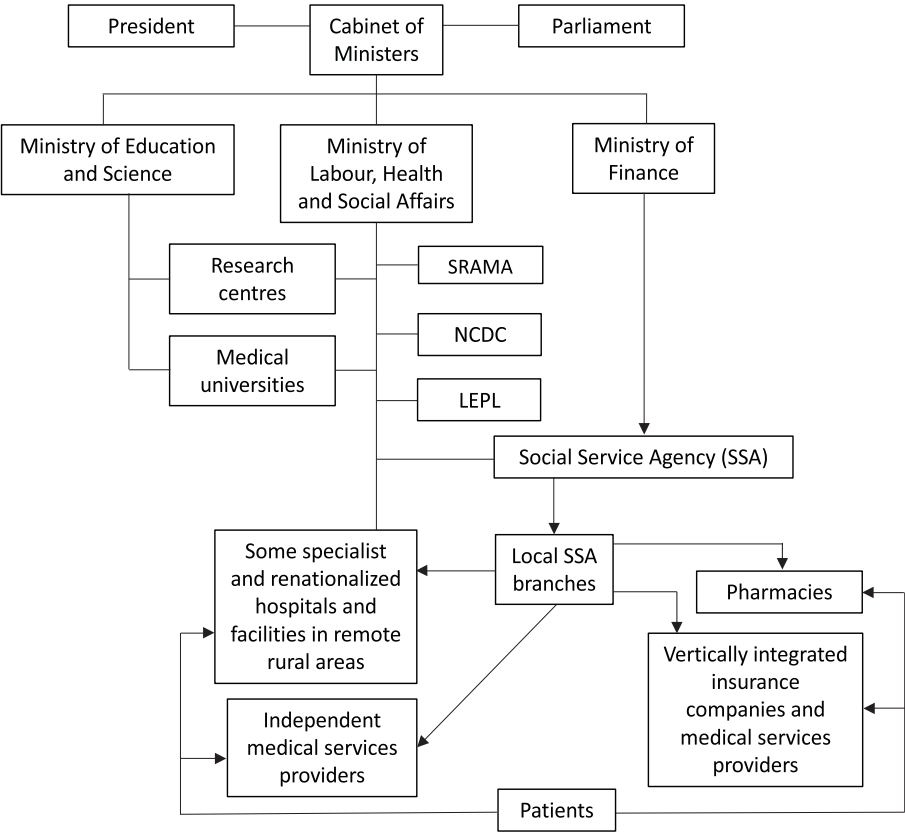 President
Cabinet of
Ministers
Parliament
Ministry of Education
and Science
Ministry of
Labour, Health
and Social Affairs
Ministry of
Finance
Research
centres
SRAMA
NCDC
Medical
universities
LEPL
Social Service Agency (SSA)
Some specialist
and renationalized
hospitals and
facilities in remote
rural areas
Local SSA
branches
Pharmacies
Vertically integrated
insurance
companies and
medical services
providers
Independent
medical services
providers
Patients